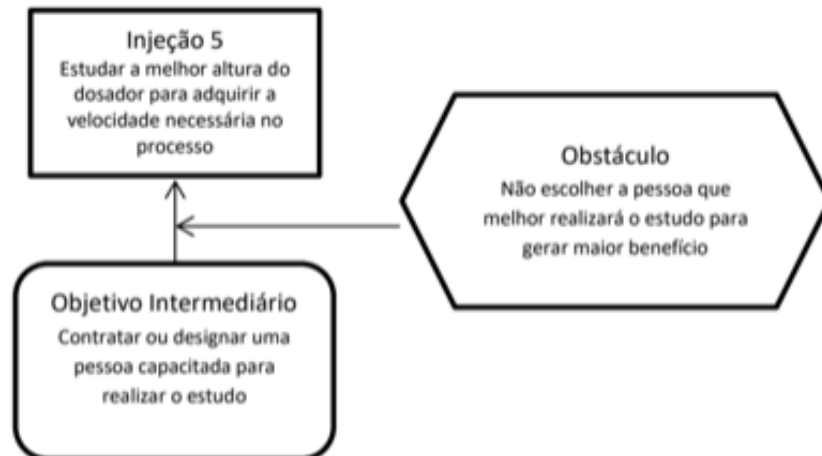 Injeção 5
Estudar a melhor altura do
dosador para adquirir a
velocidade necessária no
processo
Obstáculo
Não escolher a pessoa que
melhor realizará o estudo para
gerar maior benefício
Objetivo Intermediário
Contratar ou designar uma
pessoa capacitada para
realizar o estudo